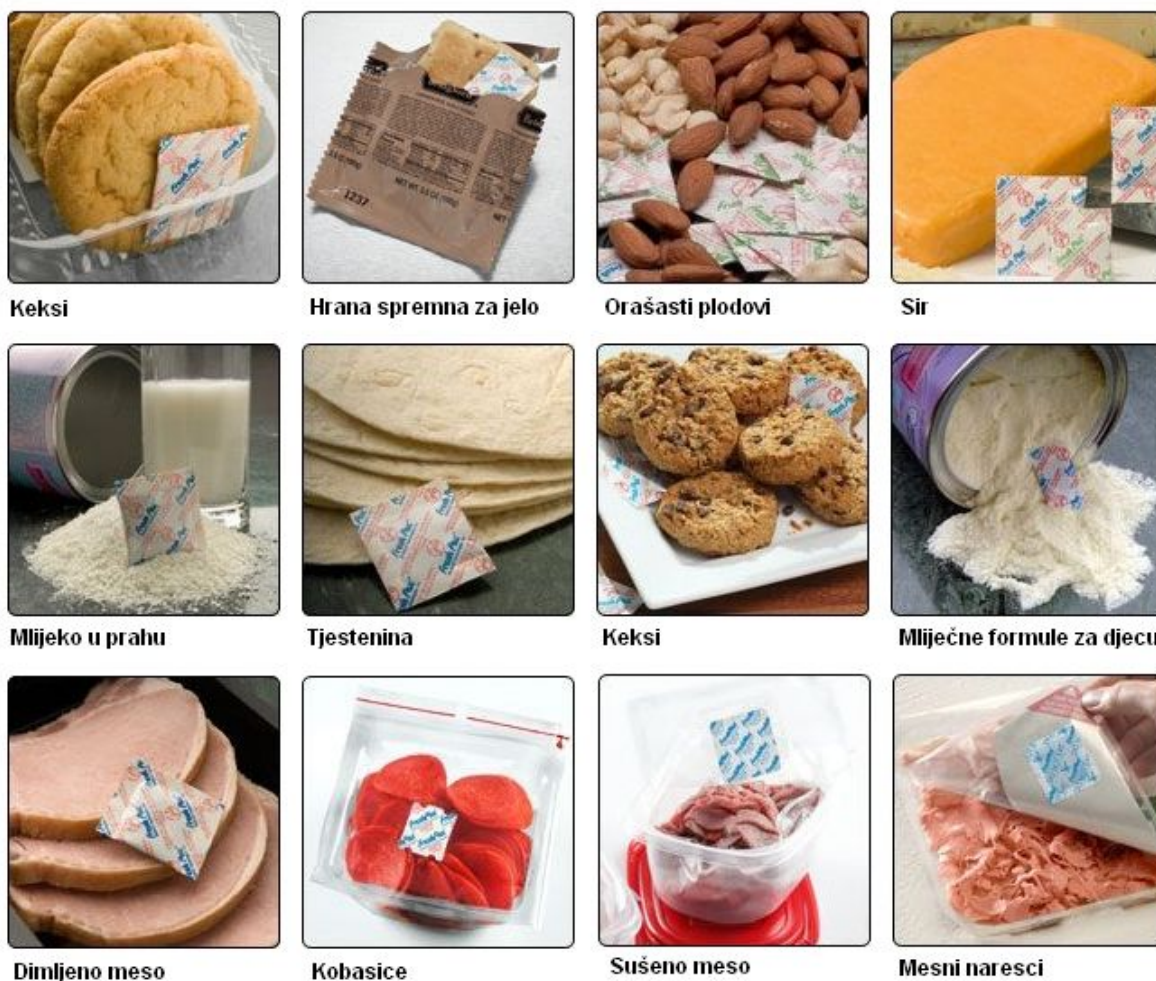 Keksi
Hrana spremna za jelo
Orašasti plodovi
Sir
Mlijeko u prahu
Tjestenina
Keksi
Mliječne formule za djecu
Dimljeno meso
Kobasice
Sušeno meso
Mesni naresci
1237